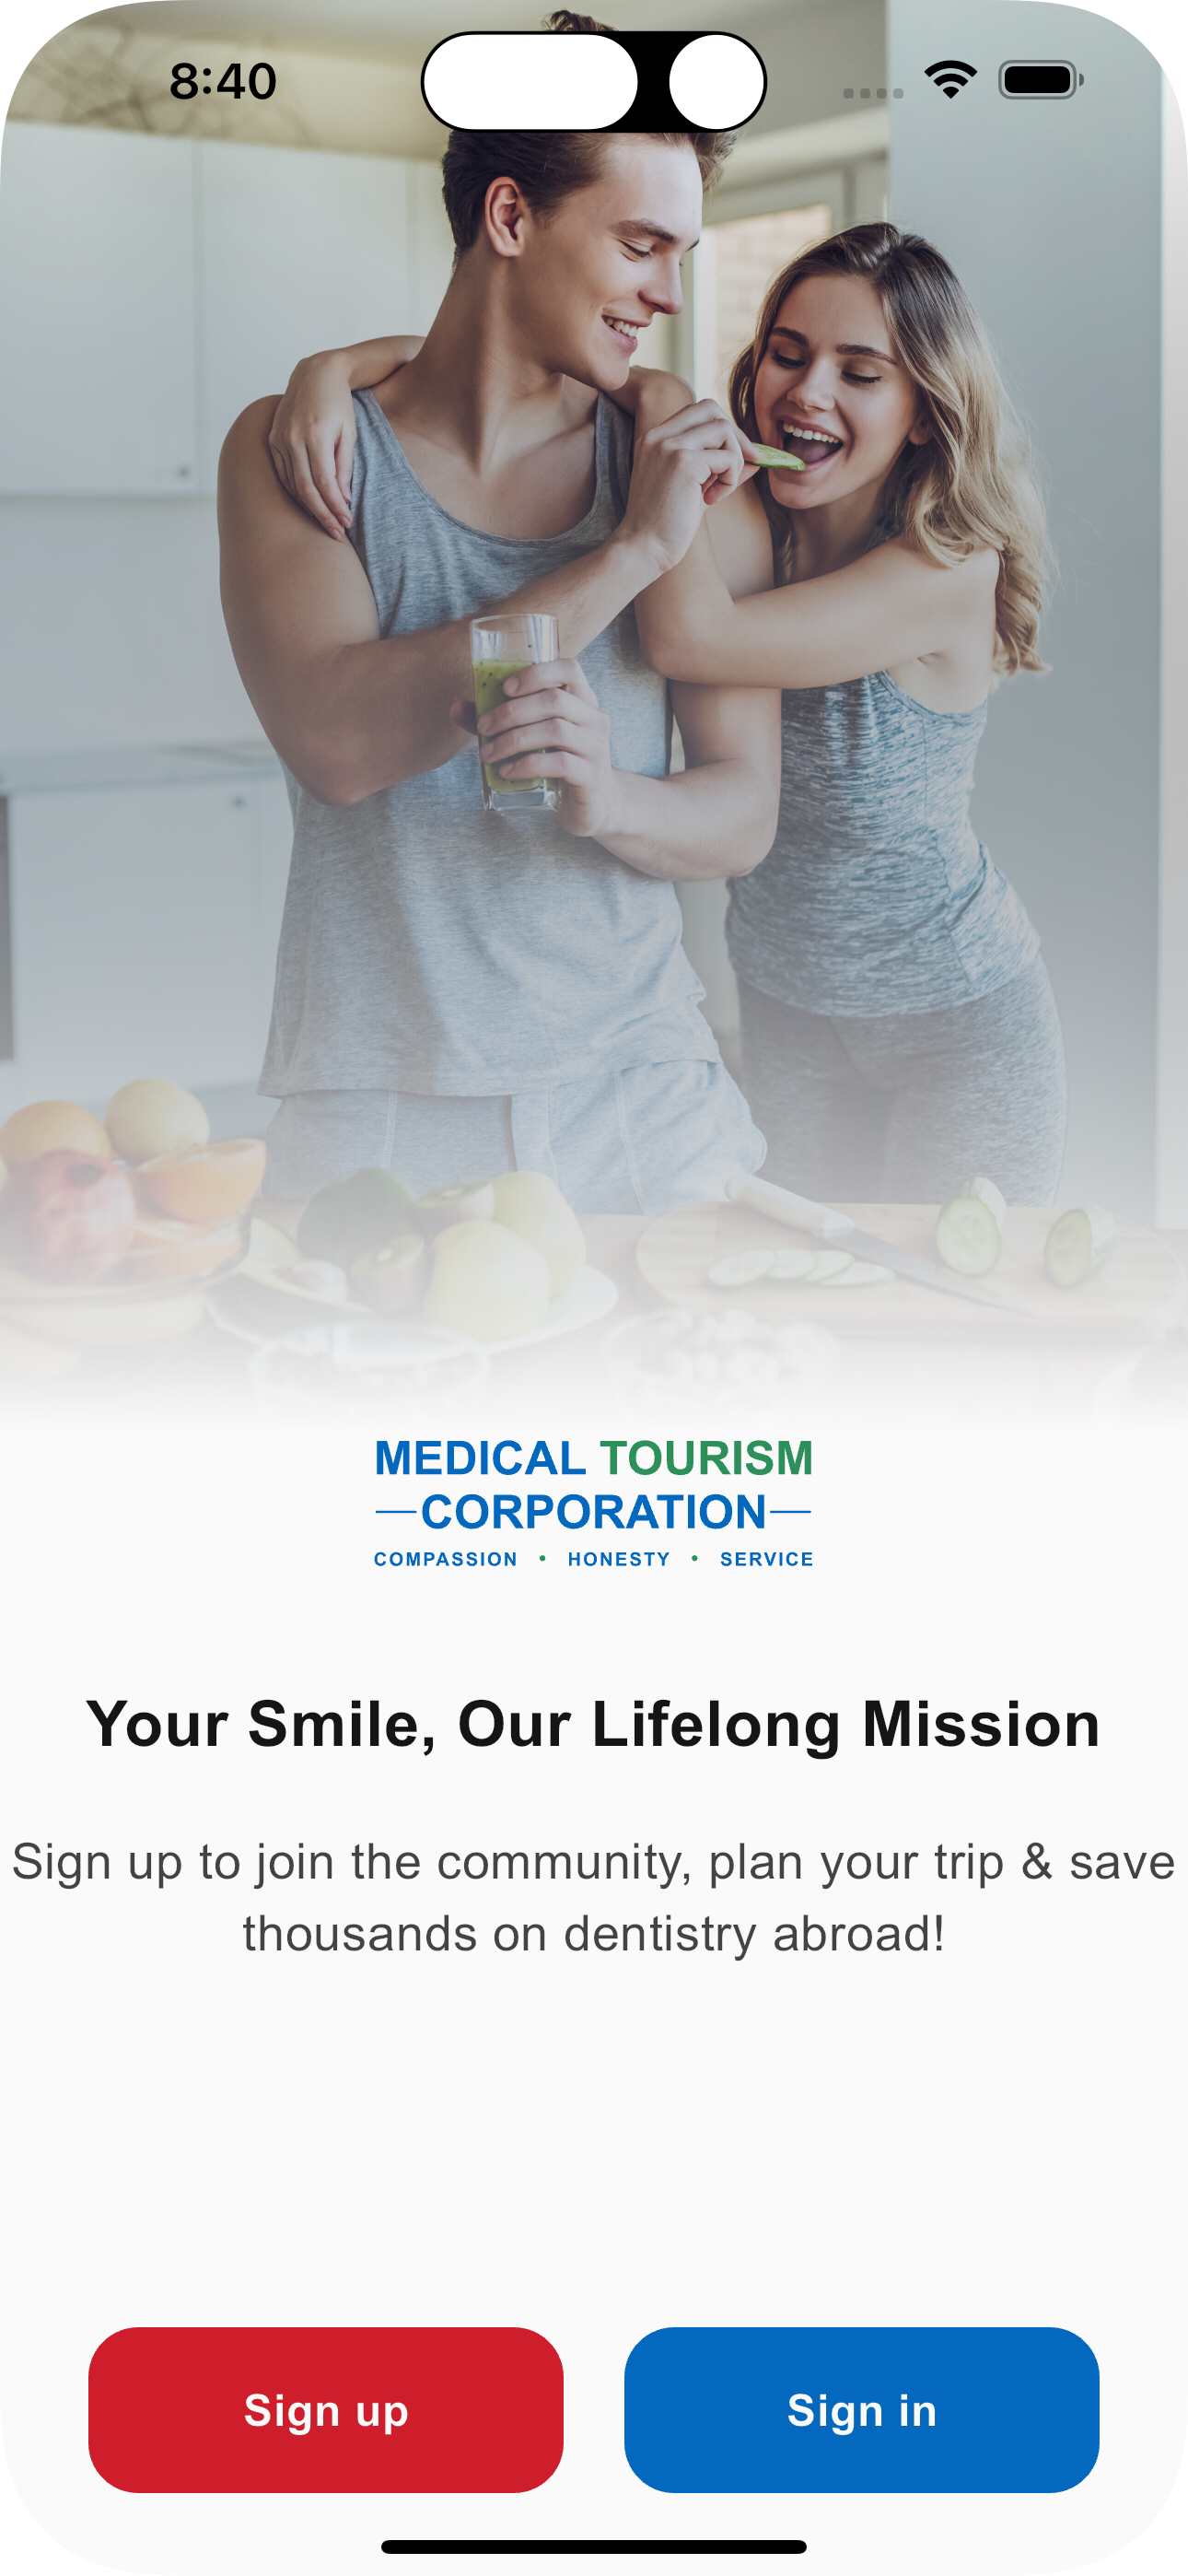 8:40
MEDICAL TOURISM
CORPORATION
COMPASSION • HONESTY • SERVICE
Your Smile, Our Lifelong Mission
Sign up to join the community, plan your trip & save
thousands on dentistry abroad!
Sign up
Sign in